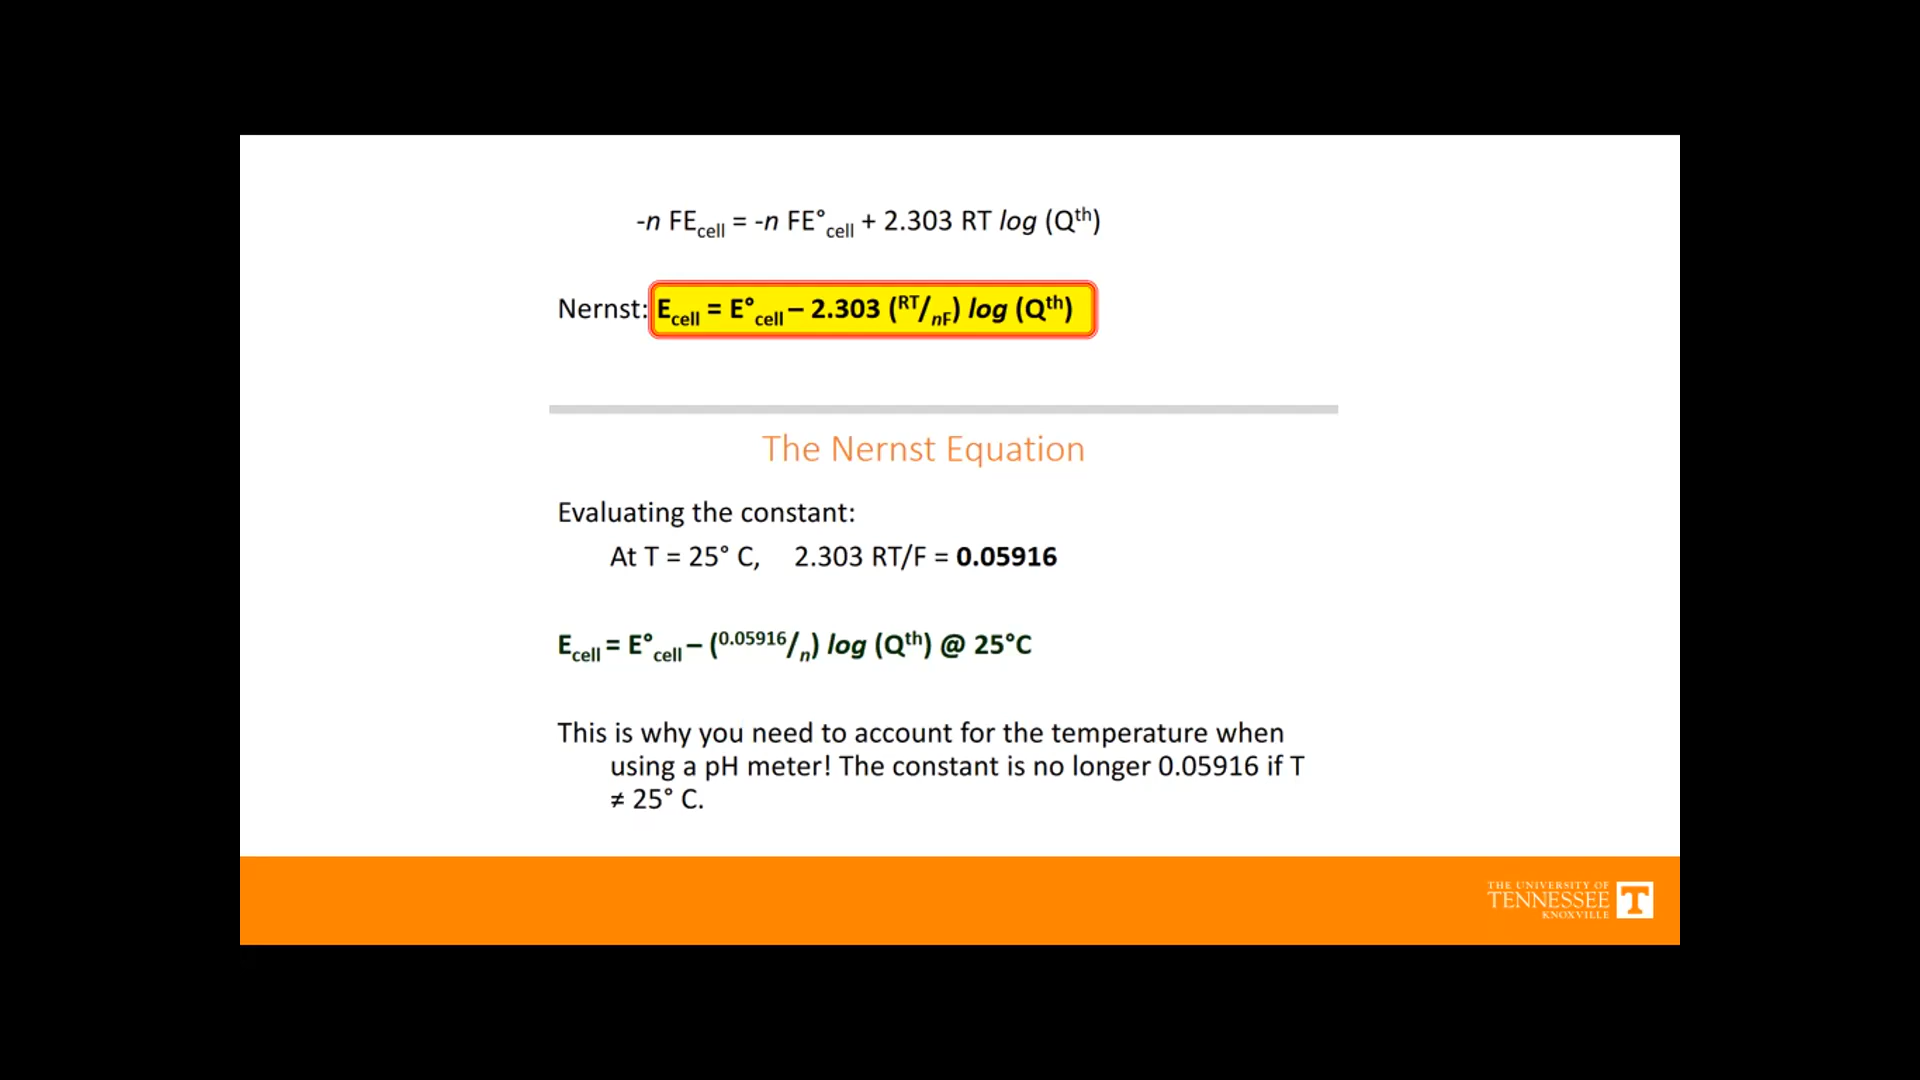 -n FEcell = -n FE°cell + 2.303 RT log (Qth)
Nernst: Ecell = E°cell – 2.303 (RT/nF) log (Qth)
The Nernst Equation
Evaluating the constant:
At T = 25° C, 2.303 RT/F = 0.05916
Ecell = E°cell – (0.05916/n) log (Qth) @ 25°C
This is why you need to account for the temperature when
using a pH meter! The constant is no longer 0.05916 if T
≠ 25° C.
THE UNIVERSITY OF
TENNESSEE
KNOXVILLE
T